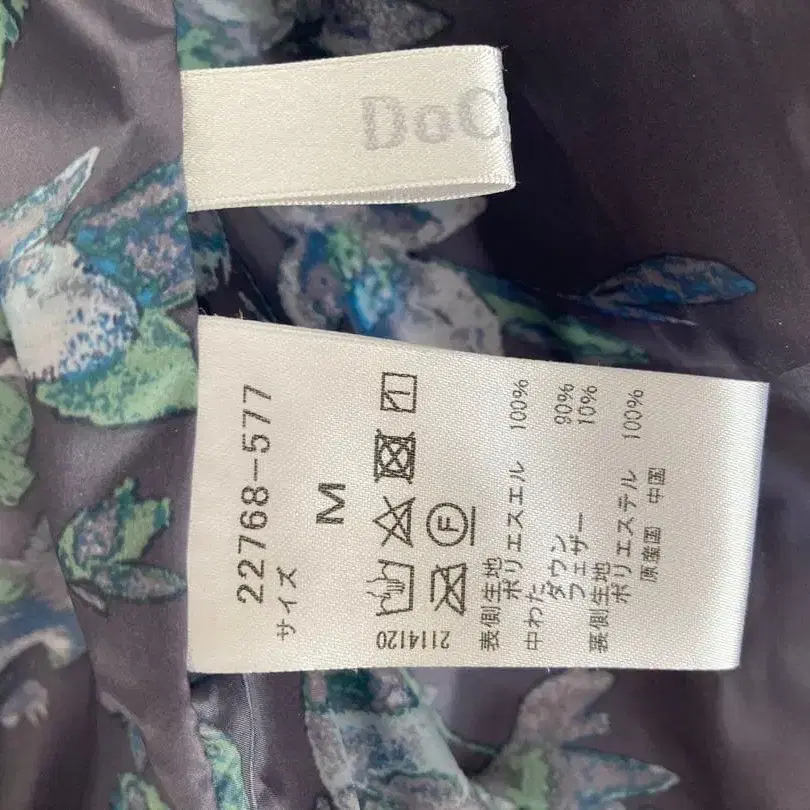 DoC
22768-577
サイズ
M
F
2114120
表側生地
ポリエスエル 100%
中わた
ダウン 90%
フェザー 10%
裏側生地
ポリエステル 100%
原産国 中国